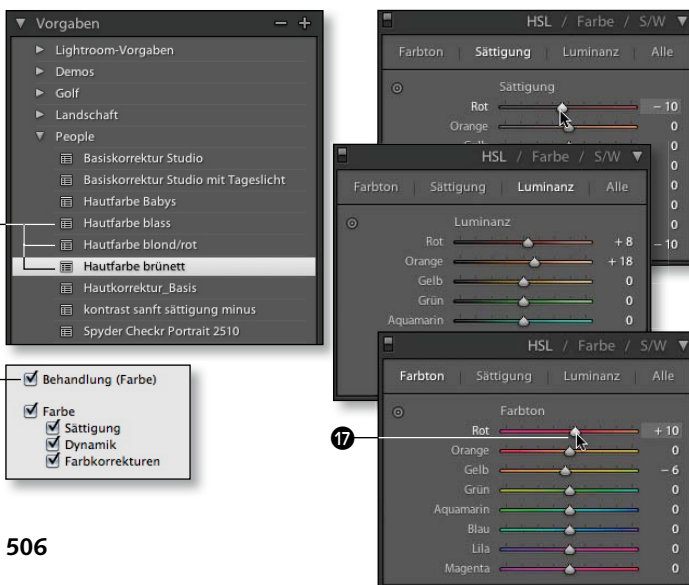 Vorgaben − +
Lightroom-Vorgaben
Demos
Golf
Landschaft
People
Basiskorrektur Studio
Basiskorrektur Studio mit Tageslicht
Hautfarbe Babys
Hautfarbe blass
Hautfarbe blond/rot
Hautfarbe brünett
Hautkorrektur_Basis
kontrast sanft sättigung minus
Spyder Checkr Portrait 2510
Behandlung (Farbe)
Farbe
Sättigung
Dynamik
Farbkorrekturen
506
HSL / Farbe / S/W
Farbton | Sättigung | Luminanz | Alle
Sättigung
Rot − 10
Orange 0
0
0
0
0
0
− 10
HSL / Farbe / S/W
Farbton | Sättigung | Luminanz | Alle
Luminanz
Rot + 8
Orange + 18
Gelb 0
Grün 0
Aquamarin 0
HSL / Farbe / S/W
Farbton | Sättigung | Luminanz | Alle
Farbton
17
Rot + 10
Orange 0
Gelb − 6
Grün 0
Aquamarin 0
Blau 0
Lila 0
Magenta 0